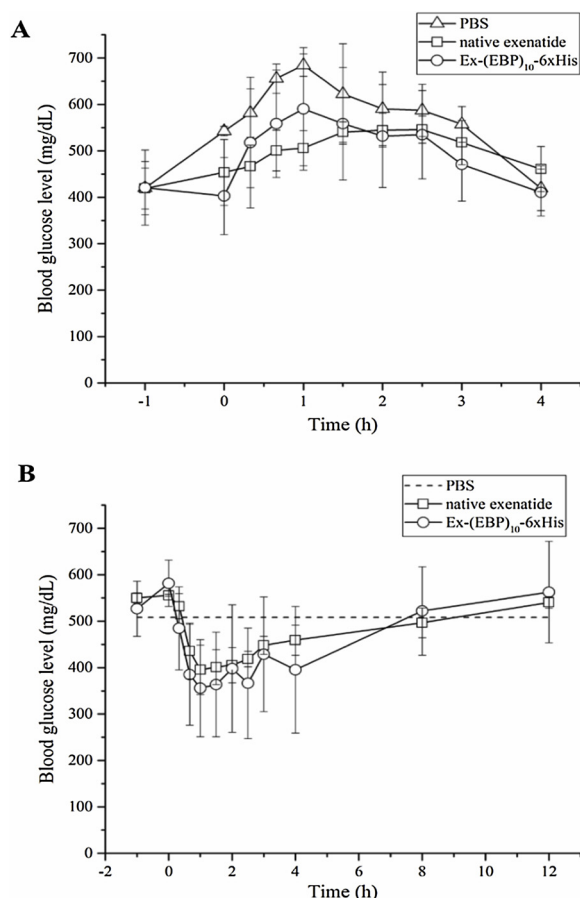 A
PBS
native exenatide
Ex-(EBP)₁₀-6xHis
Blood glucose level (mg/dL)
700
600
500
400
300
200
100
0
-1 0 1 2 3 4
Time (h)
B
PBS
native exenatide
Ex-(EBP)₁₀-6xHis
Blood glucose level (mg/dL)
700
600
500
400
300
200
100
0
-2 0 2 4 6 8 10 12
Time (h)